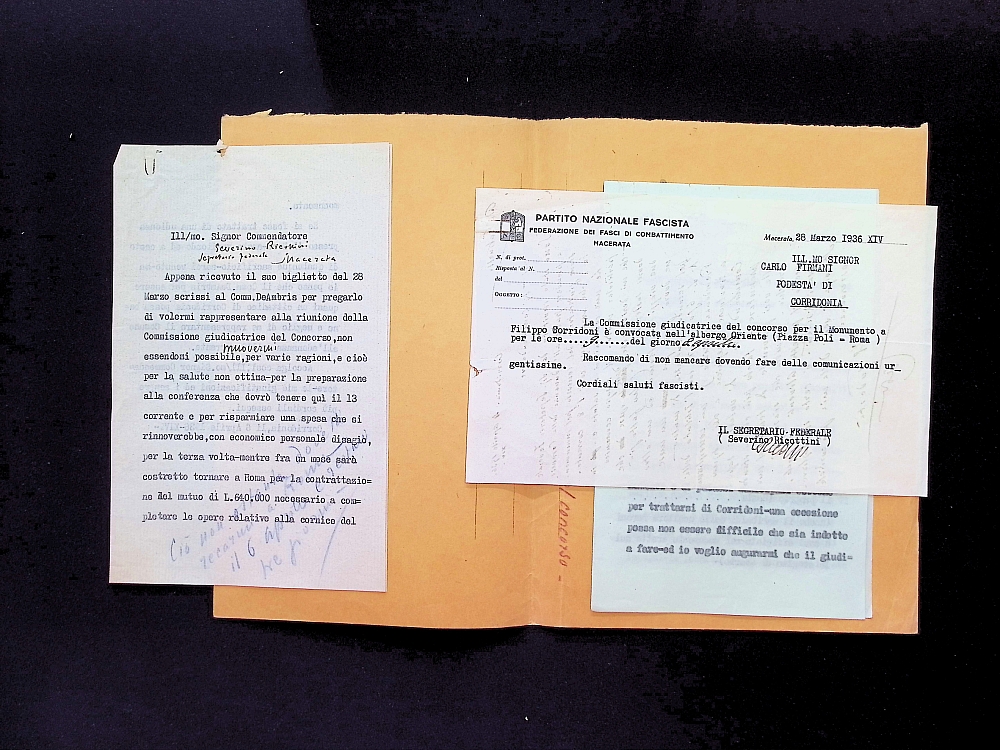 Ill/mo. Signor Commendatore
Severino Ricottini
Segretario Federale Macerata
Appena ricevuto il suo biglietto del 28
Marzo scrissi al Comm.DeAmbris per pregarlo
di volermi rappresentare alla riunione della
Commissione giudicatrice del Concorso,non
essendomi possibile, muovermi per vario ragioni,e cioè
per la salute non ottima-per la preparazione
alla conferenza che dovrò tenere quì il 13
corrente e per risparmiare una spesa che si
rinnoverebbe,con economico personale disagio,
per la terza volta-mentre fra un mese sarà
costretto tornare a Roma per la contrattazio=
ne del mutuo di L.640.000 necessario a com=
pletare le opere relative alla cornice del
il 6 aprile
PARTITO NAZIONALE FASCISTA
FEDERAZIONE DEI FASCI DI COMBATTIMENTO
MACERATA
N. di prot.
Risposta al N.
del
OGGETTO:
Macerata, 28 Marzo 1936 XIV
ILL.MO SIGNOR
CARLO FIRMANI
PODESTA' DI
CORRIDONIA
La Commissione giudicatrice del concorso per il Monumento a
Filippo Corridoni è convocata nell'albergo Oriente (Piazza Poli - Roma )
per le ore.....9.......del giorno
Raccomando di non mancare dovendo fare delle comunicazioni ur_
gentissine.
Cordiali saluti fascisti.
IL SEGRETARIO FEDERALE
( Severino Ricottini )
per trattarsi di Corridoni-una eccesione
possa non essere difficile che sia indotto
a fare-ed io voglio augurarmi che il giudi=
concorso -